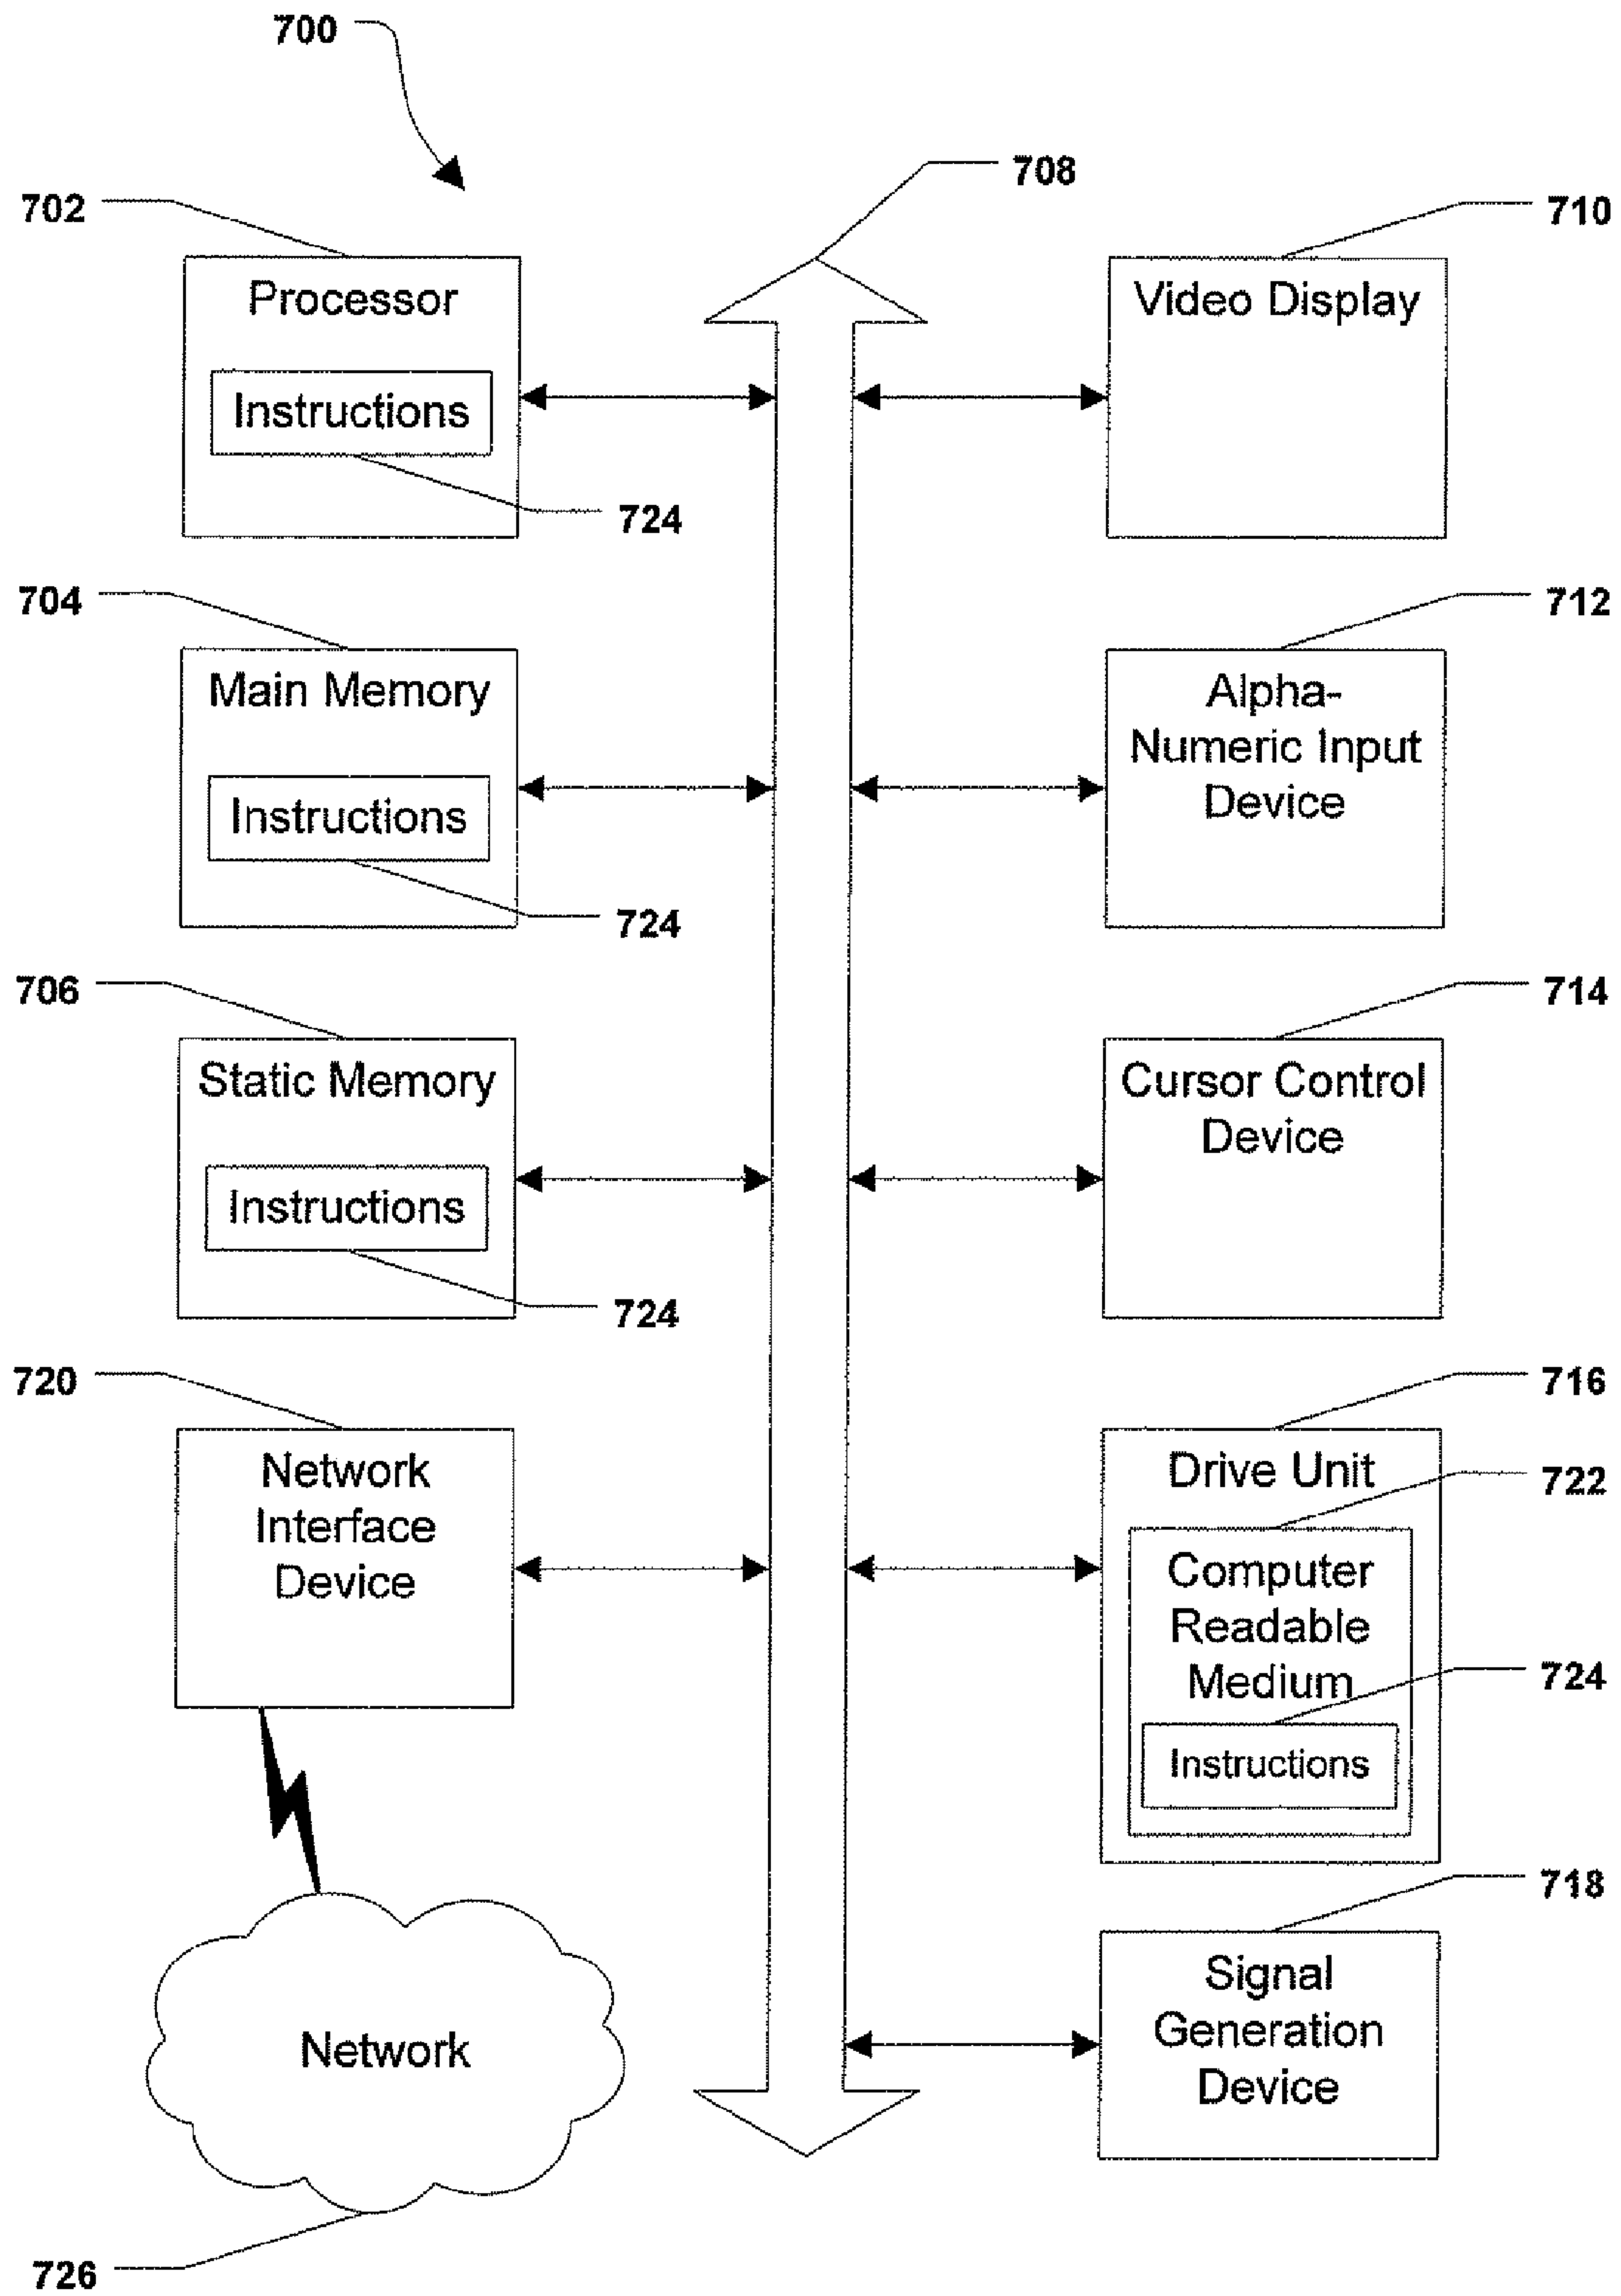 700
708
702
710
Processor
Instructions
724
Video Display
704
712
Main Memory
Instructions
724
Alpha-
Numeric Input
Device
706
714
Static Memory
Instructions
724
Cursor Control
Device
720
716
Network
Interface
Device
Drive Unit
722
Computer
Readable
Medium
724
Instructions
718
Signal
Generation
Device
Network
726